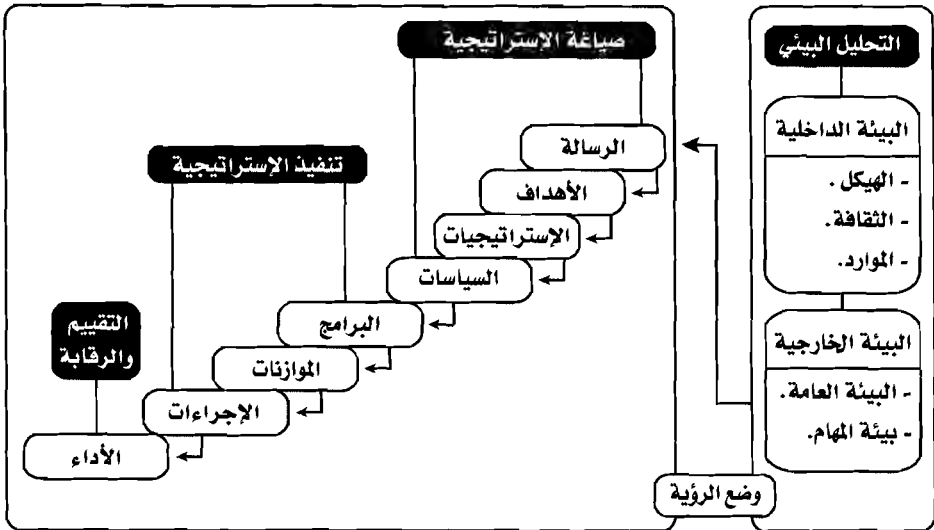 التحليل البيئي
البيئة الداخلية
- الهيكل.
- الثقافة.
- الموارد.
البيئة الخارجية
- البيئة العامة.
- بيئة المهام.
وضع الرؤية
صياغة الإستراتيجية
الرسالة
الأهداف
الإستراتيجيات
السياسات
تنفيذ الإستراتيجية
البرامج
الموازنات
الإجراءات
التقييم
والرقابة
الأداء